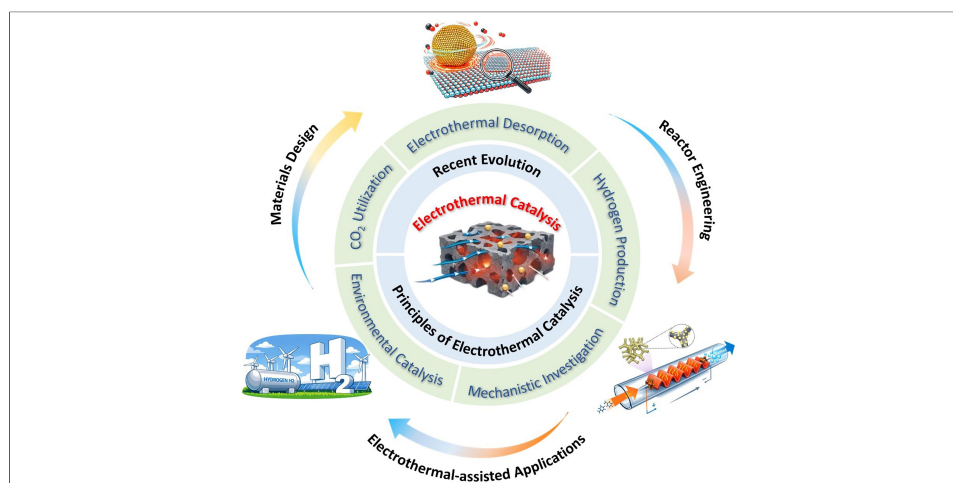 Materials Design
Reactor Engineering
Electrothermal Desorption
Hydrogen Production
CO₂ Utilization
Recent Evolution
Electrothermal Catalysis
Principles of Electrothermal Catalysis
Environmental Catalysis
Mechanistic Investigation
HYDROGEN H2
H2
+
−
Electrothermal-assisted Applications